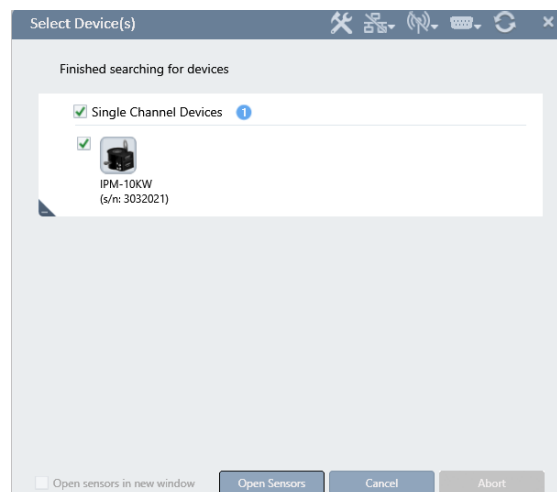 Select Device(s)
Finished searching for devices
Single Channel Devices 1
IPM-10KW
(s/n: 3032021)
Open sensors in new window
Open Sensors
Cancel
Abort